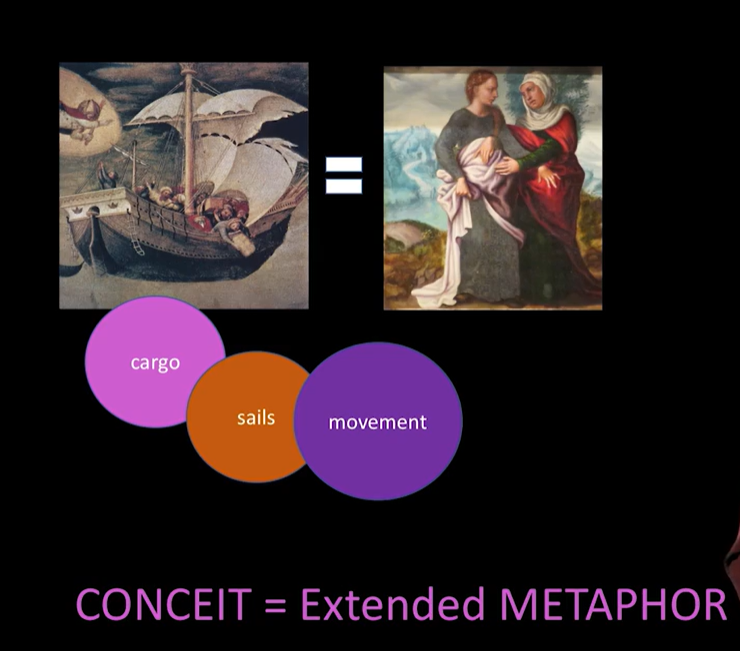 =
cargo
sails
movement
CONCEIT = Extended METAPHOR